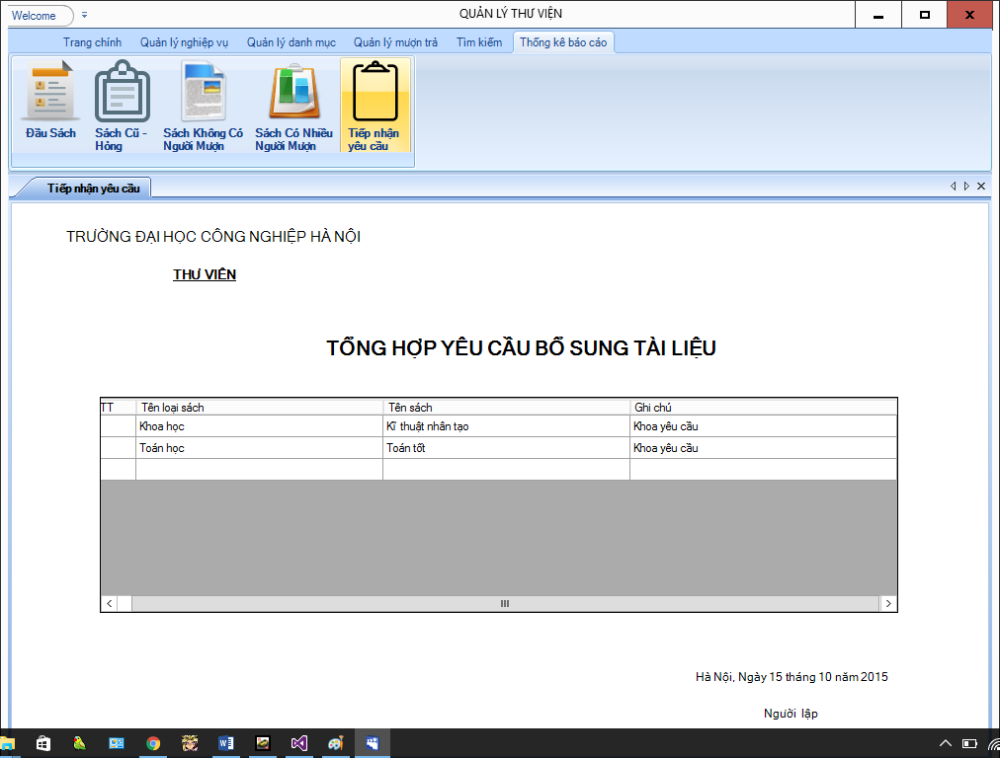 Welcome
QUẢN LÝ THƯ VIỆN
Trang chính Quản lý nghiệp vụ Quản lý danh mục Quản lý mượn trả Tìm kiếm Thống kê báo cáo
Đầu Sách Sách Cũ - Sách Không Có Sách Có Nhiều Tiếp nhận
Hỏng Người Mượn Người Mượn yêu cầu
Tiếp nhận yêu cầu
TRƯỜNG ĐẠI HỌC CÔNG NGHIỆP HÀ NỘI
THƯ VIÊN
TỔNG HỢP YÊU CẦU BỔ SUNG TÀI LIỆU
TT Tên loại sách Tên sách Ghi chú
Khoa học Kĩ thuật nhân tạo Khoa yêu cầu
Toán học Toán tốt Khoa yêu cầu
Hà Nội, Ngày 15 tháng 10 năm 2015
Người lập